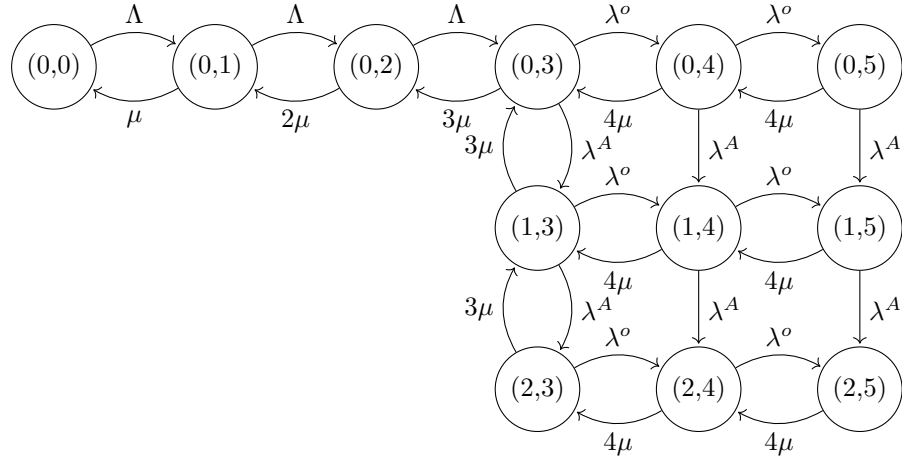 Λ Λ Λ λ^o λ^o
(0,0) (0,1) (0,2) (0,3) (0,4) (0,5)
μ 2μ 3μ 4μ 4μ
3μ λ^A λ^A λ^A
λ^o λ^o
(1,3) (1,4) (1,5)
4μ 4μ
3μ λ^A λ^A λ^A
λ^o λ^o
(2,3) (2,4) (2,5)
4μ 4μ